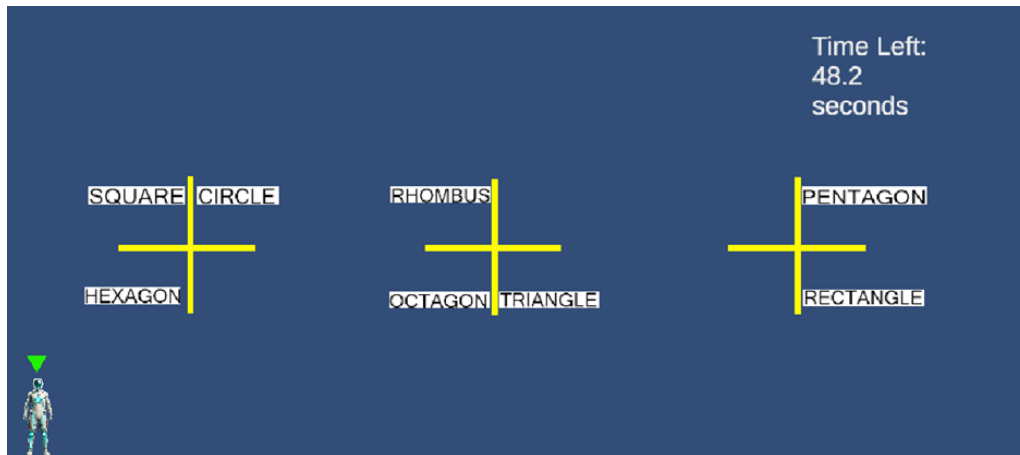 Time Left:
48.2
seconds
SQUARE CIRCLE
RHOMBUS
PENTAGON
HEXAGON
OCTAGON TRIANGLE
RECTANGLE